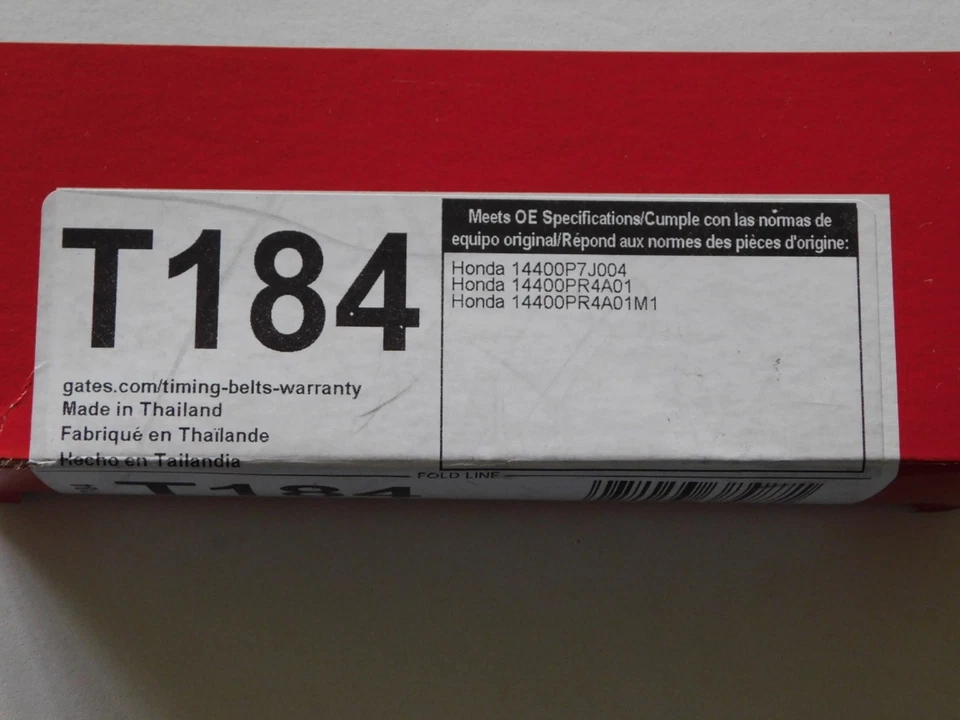 T184
gates.com/timing-belts-warranty
Made in Thailand
Fabriqué en Thaïlande
Hecho en Tailandia
Meets OE Specifications/Cumple con las normas de
equipo original/Répond aux normes des pièces d'origine:
Honda 14400P7J004
Honda 14400PR4A01
Honda 14400PR4A01M1
FOLD LINE
T184